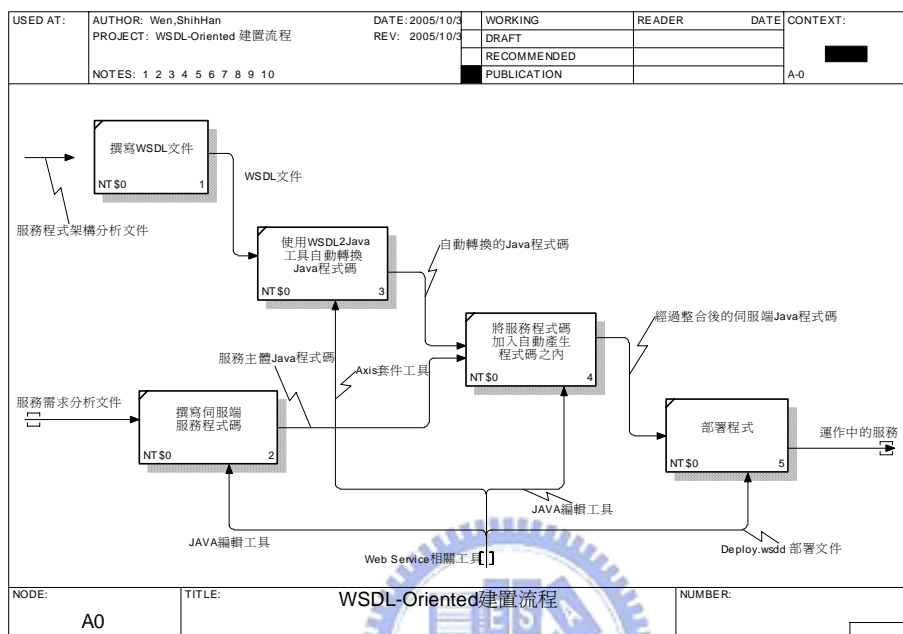 USED AT:
AUTHOR: Wen,ShihHan
DATE: 2005/10/3
WORKING
READER
DATE
CONTEXT:
PROJECT: WSDL-Oriented 建置流程
REV: 2005/10/3
DRAFT
RECOMMENDED
NOTES: 1 2 3 4 5 6 7 8 9 10
PUBLICATION
A-0
撰寫WSDL文件
NT$0 1
WSDL文件
服務程式架構分析文件
使用WSDL2Java
工具自動轉換
Java程式碼
NT$0 3
自動轉換的Java程式碼
將服務程式碼
加入自動產生
程式碼之內
NT$0 4
經過整合後的伺服端Java程式碼
服務主體Java程式碼
Axis套件工具
服務需求分析文件
撰寫伺服端
服務程式碼
NT$0 2
部署程式
NT$0 5
運作中的服務
JAVA編輯工具
JAVA編輯工具
Web Service相關工具
Deploy.wsdd 部署文件
NODE:
A0
TITLE:
WSDL-Oriented建置流程
NUMBER:
ES
A